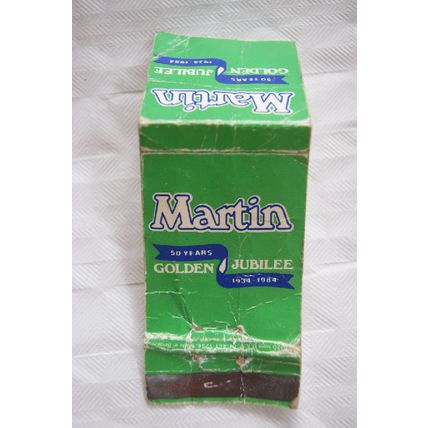 Martin
GOLDEN JUBILEE
50 YEARS
1934-1984
Martin
50 YEARS
GOLDEN JUBILEE
1934-1984